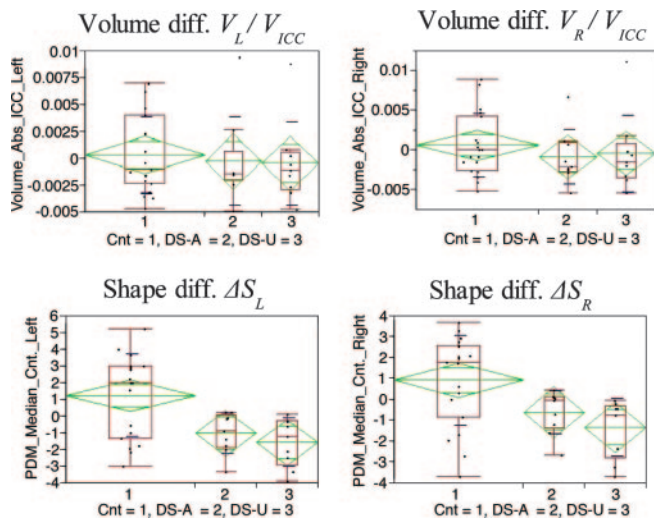 Volume diff. V_L / V_ICC
Volume_Abs_ICC_Left
0.01
0.0075
0.005
0.0025
0
-0.0025
-0.005
1 2 3
Cnt = 1, DS-A = 2, DS-U = 3
Volume diff. V_R / V_ICC
Volume_Abs_ICC_Right
0.01
0.005
0
-0.005
1 2 3
Cnt = 1, DS-A = 2, DS-U = 3
Shape diff. ΔS_L
PDM_Median_Cnt._Left
6
5
4
3
2
1
0
-1
-2
-3
-4
1 2 3
Cnt = 1, DS-A = 2, DS-U = 3
Shape diff. ΔS_R
PDM_Median_Cnt._Right
4
3
2
1
0
-1
-2
-3
-4
1 2 3
Cnt = 1, DS-A = 2, DS-U = 3